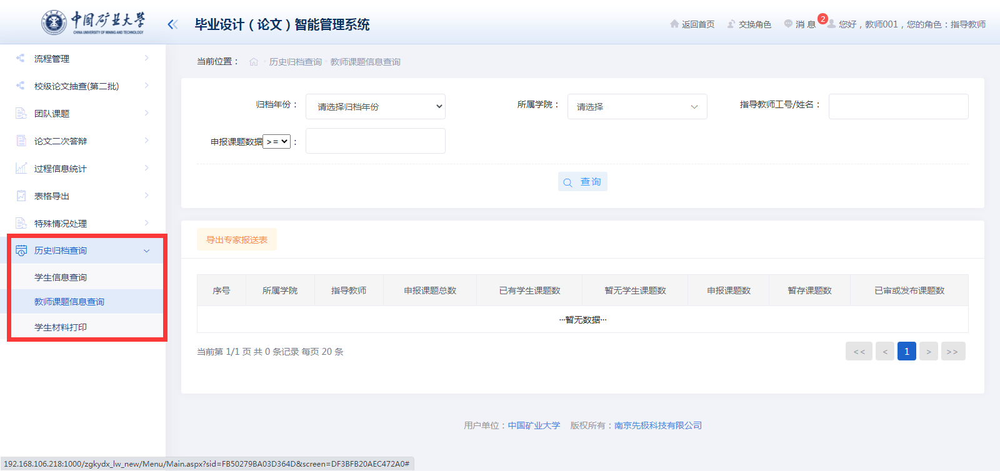 中国矿业大学
CHINA UNIVERSITY OF MINING AND TECHNOLOGY
毕业设计（论文）智能管理系统
返回首页 交换角色 消 息 2 您好，教师001，您的角色：指导教师
流程管理
校级论文抽查(第二批)
团队课题
论文二次答辩
过程信息统计
表格导出
特殊情况处理
历史归档查询
学生信息查询
教师课题信息查询
学生材料打印
当前位置： 历史归档查询 教师课题信息查询
归档年份： 请选择归档年份 所属学院： 请选择 指导教师工号/姓名：
申报课题数据 >= ：
查询
导出专家报送表
序号 所属学院 指导教师 申报课题总数 已有学生课题数 暂无学生课题数 申报课题数 暂存课题数 已审或发布课题数
···暂无数据···
当前第 1/1 页 共 0 条记录 每页 20 条 << < 1 > >>
用户单位：中国矿业大学 版权所有：南京先极科技有限公司
192.168.106.218:1000/zgkydx_lw_new/Menu/Main.aspx?sid=FB50279BA03D364D&screen=DF3BFB20AEC472A0#